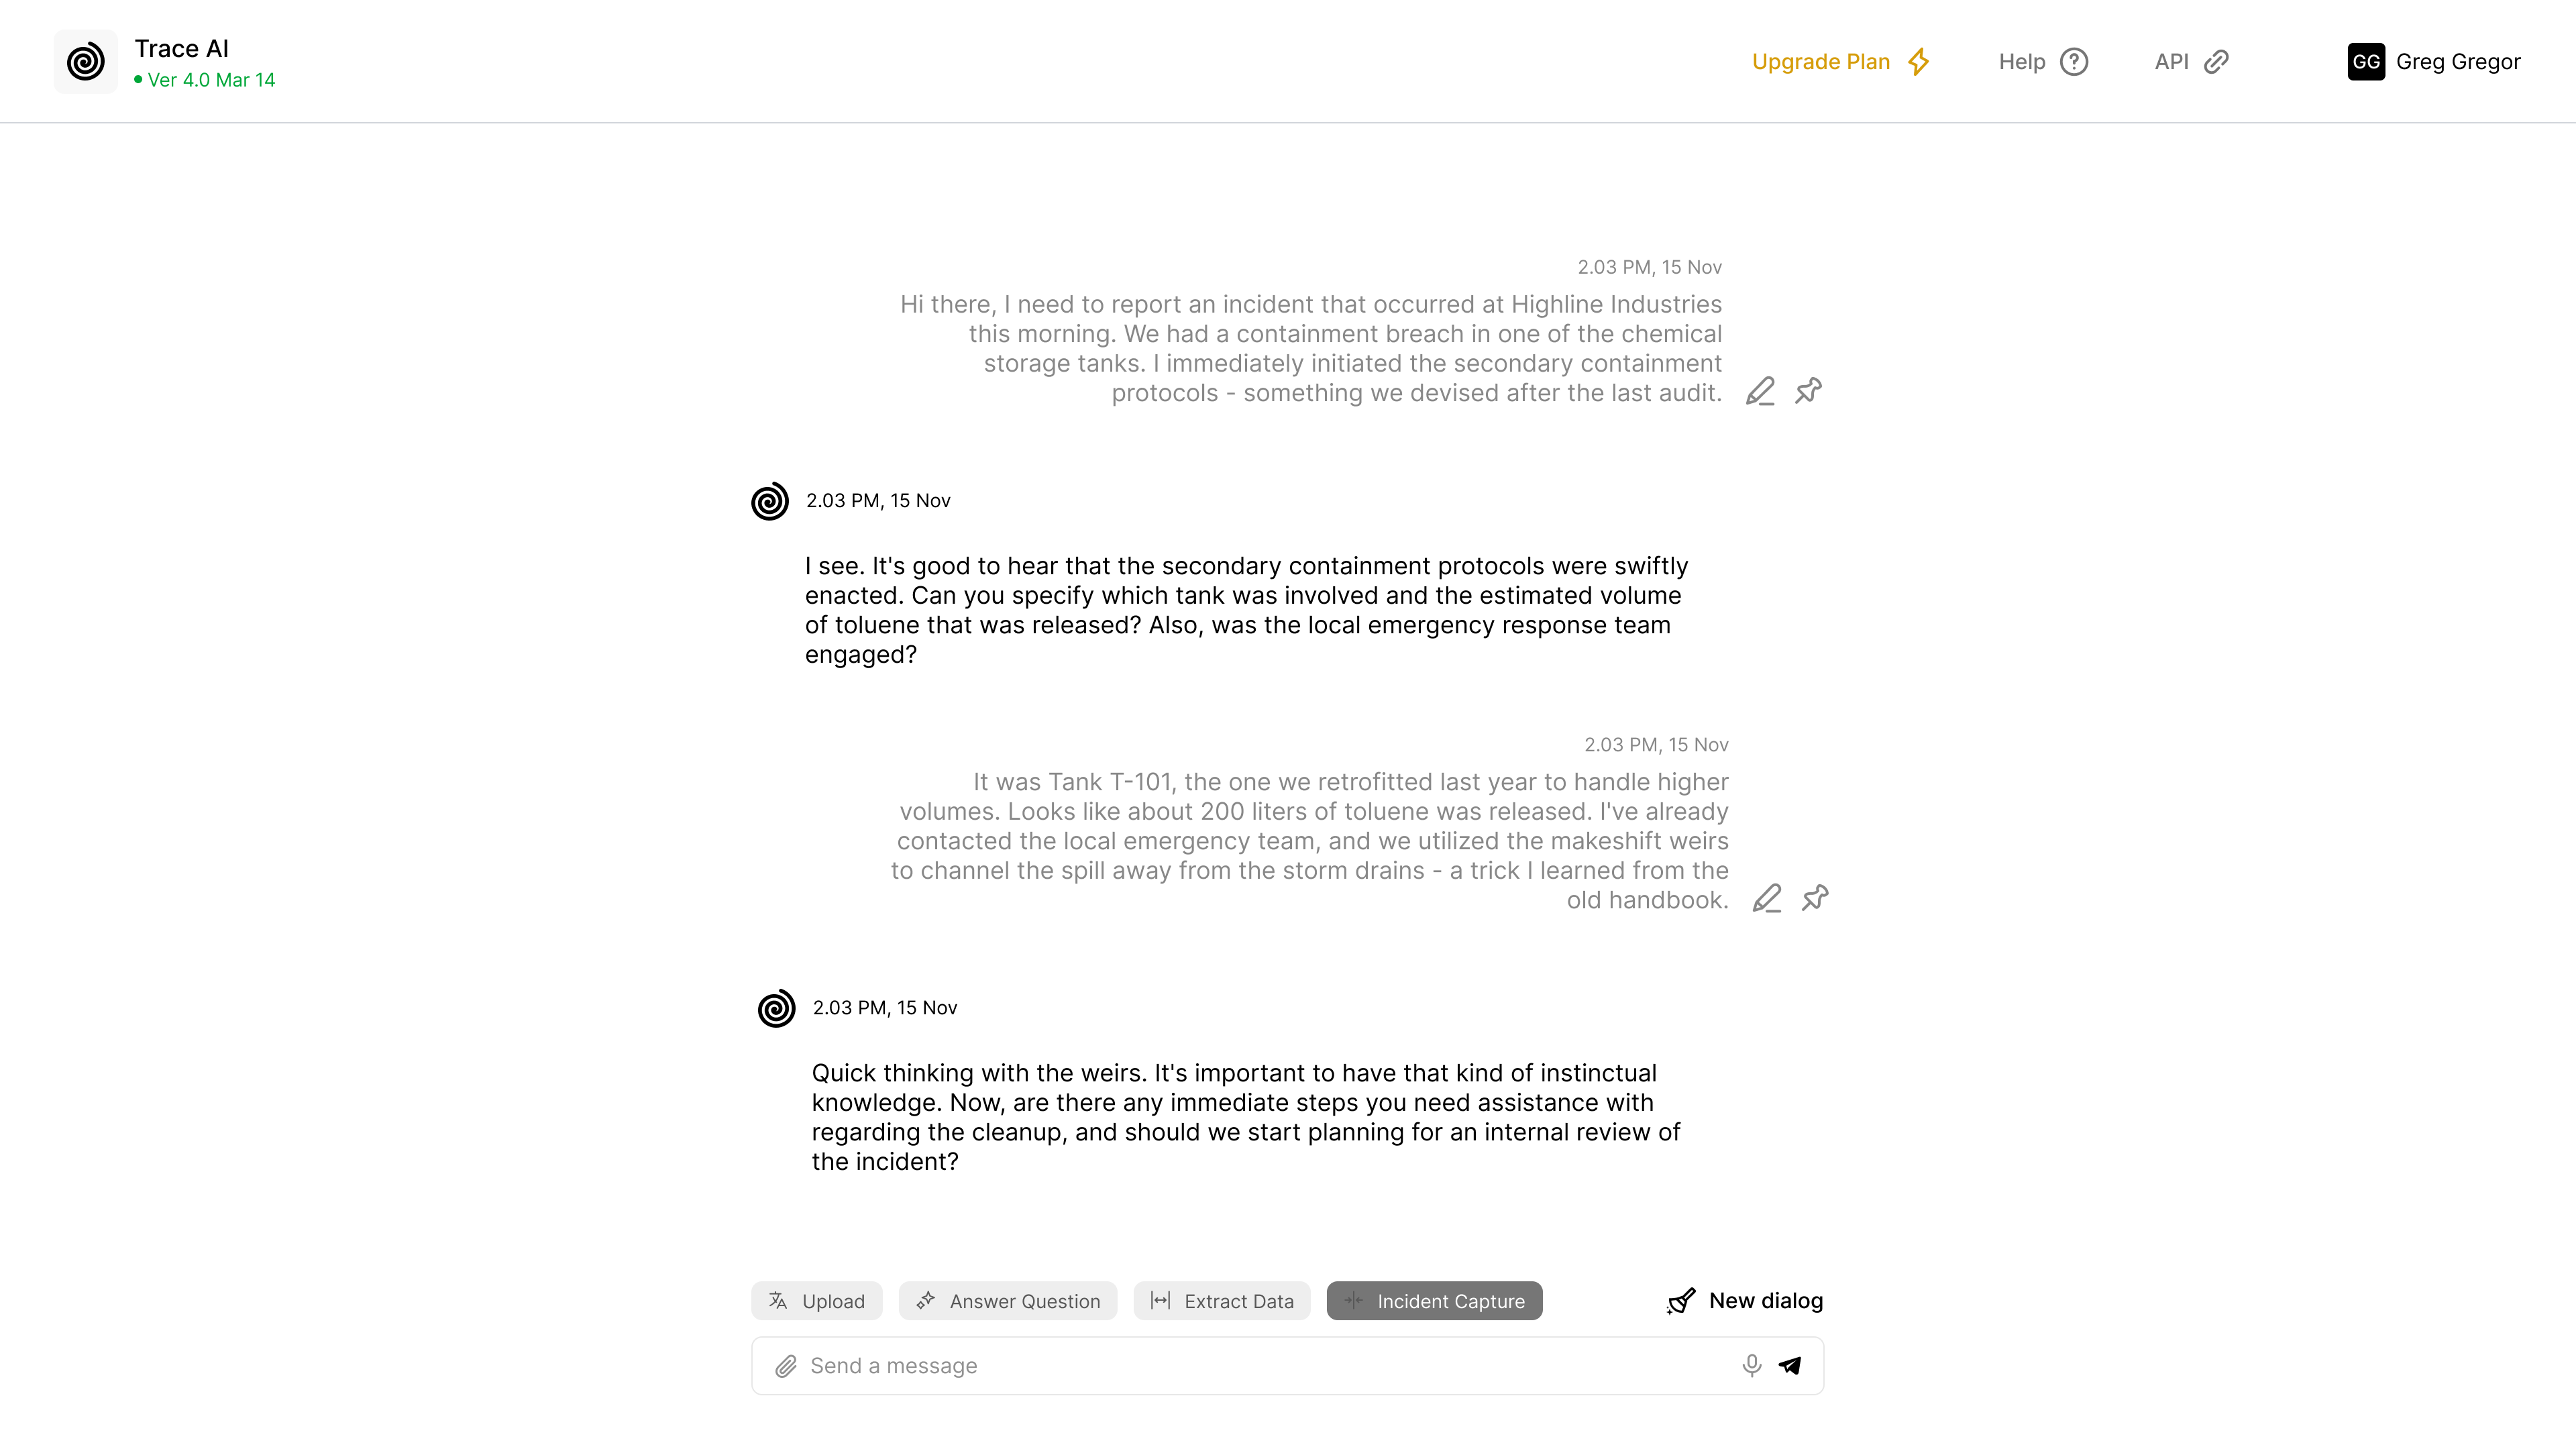 Trace AI
Ver 4.0 Mar 14
Upgrade Plan
Help
API
GG
Greg Gregor
2.03 PM, 15 Nov
Hi there, I need to report an incident that occurred at Highline Industries
this morning. We had a containment breach in one of the chemical
storage tanks. I immediately initiated the secondary containment
protocols - something we devised after the last audit.
2.03 PM, 15 Nov
I see. It's good to hear that the secondary containment protocols were swiftly
enacted. Can you specify which tank was involved and the estimated volume
of toluene that was released? Also, was the local emergency response team
engaged?
2.03 PM, 15 Nov
It was Tank T-101, the one we retrofitted last year to handle higher
volumes. Looks like about 200 liters of toluene was released. I've already
contacted the local emergency team, and we utilized the makeshift weirs
to channel the spill away from the storm drains - a trick I learned from the
old handbook.
2.03 PM, 15 Nov
Quick thinking with the weirs. It's important to have that kind of instinctual
knowledge. Now, are there any immediate steps you need assistance with
regarding the cleanup, and should we start planning for an internal review of
the incident?
Upload
Answer Question
Extract Data
Incident Capture
New dialog
Send a message